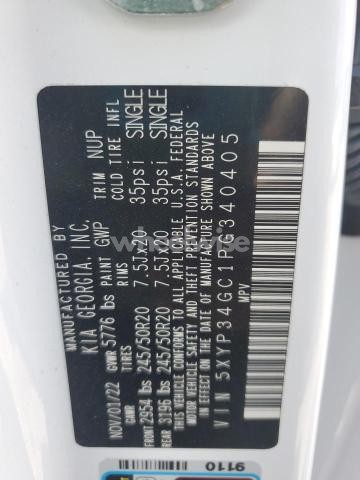 MANUFACTURED BY
KIA GEORGIA, INC.
NOV/01/22 GVWR 5776 lbs PAINT GWP TRIM NUP
GAWR TIRES RIMS COLD TIRE INFL
FRONT 2954 lbs 245/50R20 7.5Jx20 35psi SINGLE
REAR 3196 lbs 245/50R20 7.5Jx20 35psi SINGLE
THIS VEHICLE CONFORMS TO ALL APPLICABLE U.S.A. FEDERAL
MOTOR VEHICLE SAFETY AND THEFT PREVENTION STANDARDS
IN EFFECT ON THE DATE OF MANUFACTURE SHOWN ABOVE
VIN 5XYP34GC1PG340405
MPV
9110